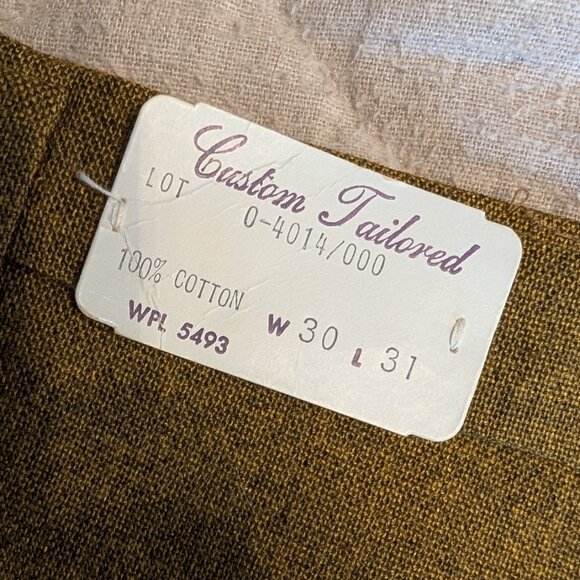 Custom Tailored
LOT 0-4014/000
100% COTTON
WPL 5493 W 30 L 31